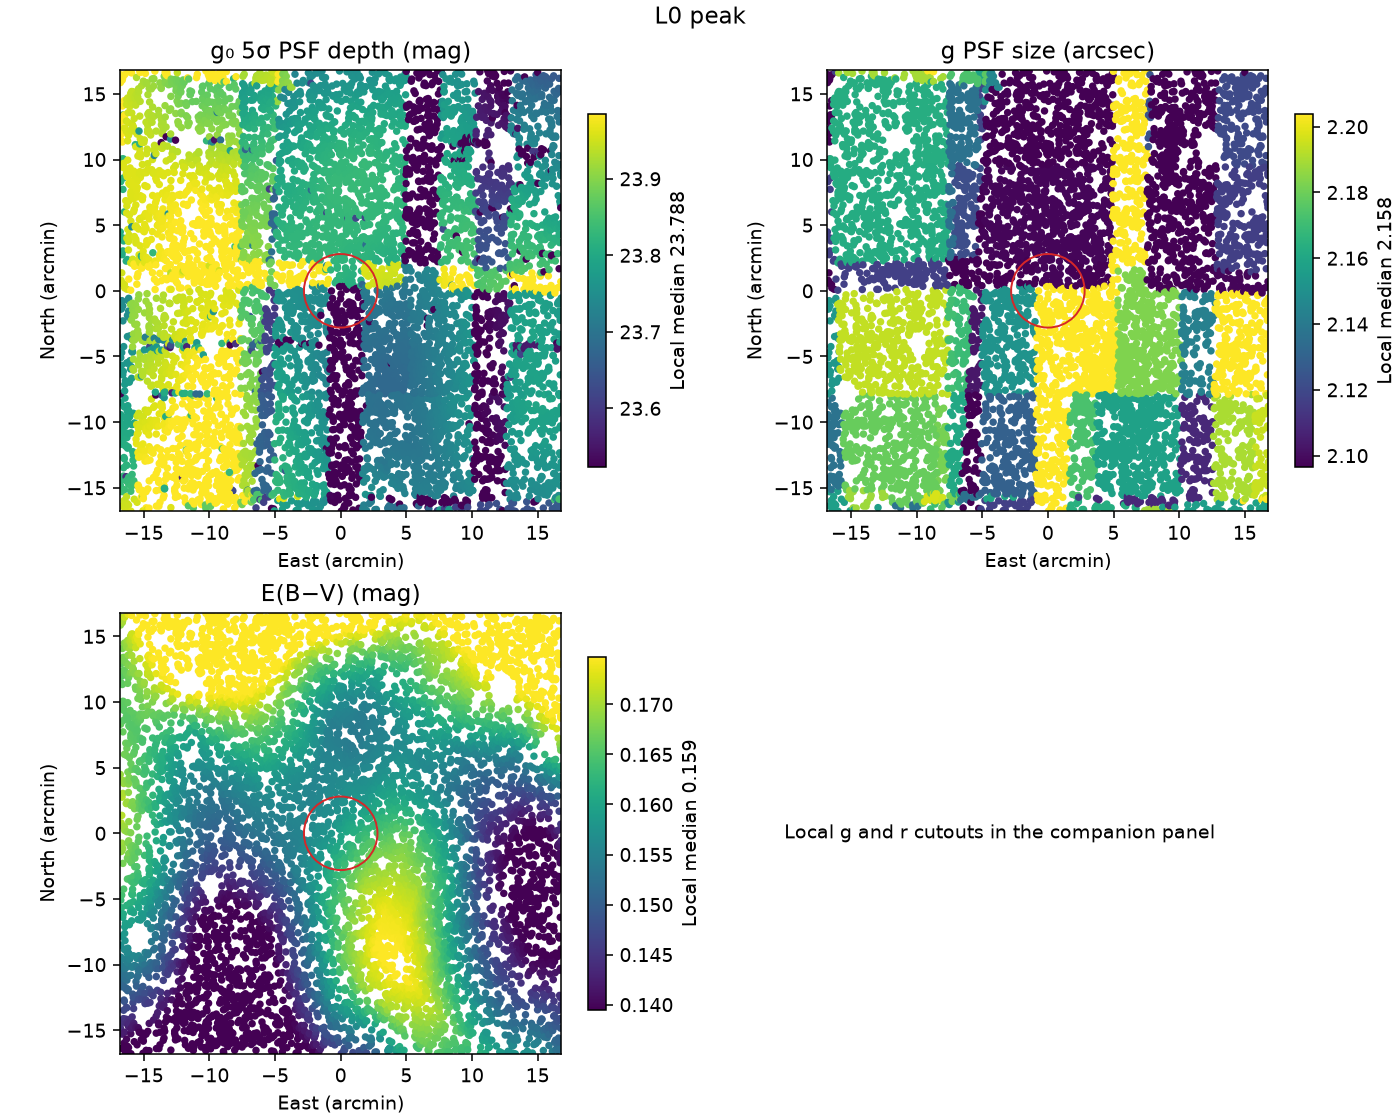 L0 peak
g₀ 5σ PSF depth (mag)
15
10
5
0
−5
−10
−15
North (arcmin)
−15 −10 −5 0 5 10 15
East (arcmin)
23.9
23.8
23.7
23.6
Local median 23.788
g PSF size (arcsec)
15
10
5
0
−5
−10
−15
North (arcmin)
−15 −10 −5 0 5 10 15
East (arcmin)
2.20
2.18
2.16
2.14
2.12
2.10
Local median 2.158
E(B−V) (mag)
15
10
5
0
−5
−10
−15
North (arcmin)
−15 −10 −5 0 5 10 15
East (arcmin)
0.170
0.165
0.160
0.155
0.150
0.145
0.140
Local median 0.159
Local g and r cutouts in the companion panel